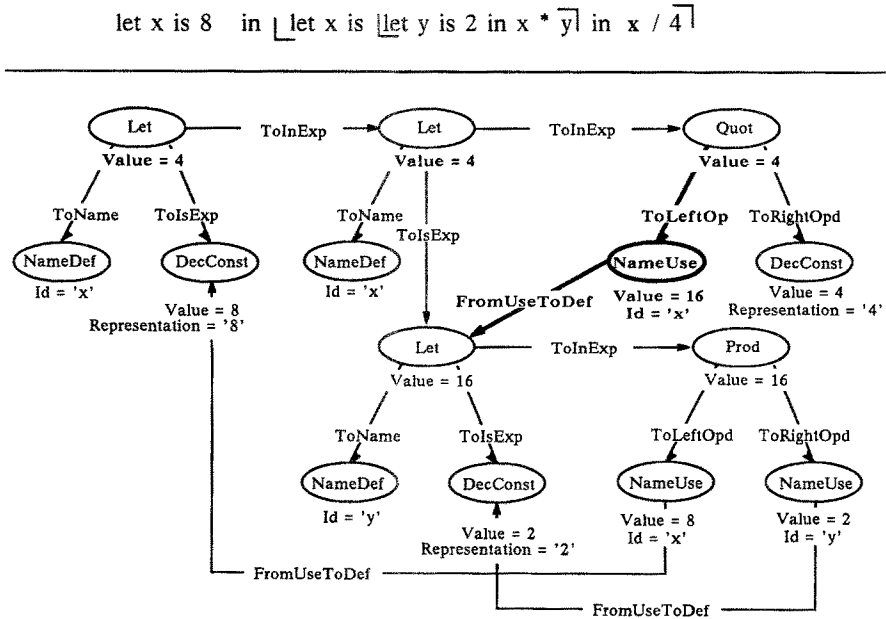 let x is 8 in let x is let y is 2 in x * y in x / 4
Let ToInExp Let ToInExp Quot
Value = 4 Value = 4 Value = 4
ToName ToIsExp ToName ToIsExp ToLeftOp ToRightOpd
NameDef DecConst NameDef NameUse DecConst
Id = 'x' Id = 'x'
Value = 8 FromUseToDef Value = 16 Value = 4
Representation = '8' Id = 'x' Representation = '4'
Let ToInExp Prod
Value = 16 Value = 16
ToName ToIsExp ToLeftOpd ToRightOpd
NameDef DecConst NameUse NameUse
Id = 'y' Value = 2 Value = 8 Value = 2
Representation = '2' Id = 'x' Id = 'y'
FromUseToDef
FromUseToDef